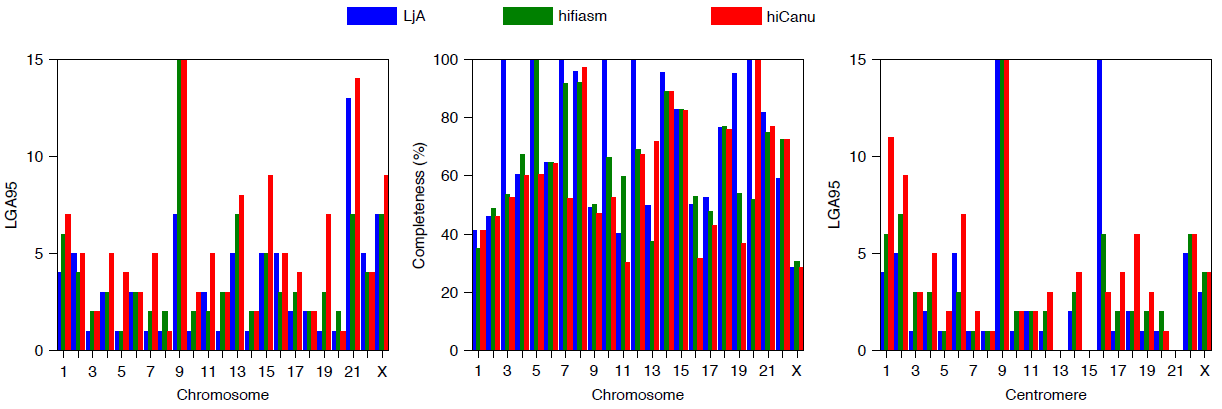 LjA hifiasm hiCanu
15
10
5
0
LGA95
1 3 5 7 9 11 13 15 17 19 21 X
Chromosome
100
80
60
40
20
0
Completeness (%)
1 3 5 7 9 11 13 15 17 19 21 X
Chromosome
15
10
5
0
LGA95
1 3 5 7 9 11 13 15 17 19 21 X
Centromere